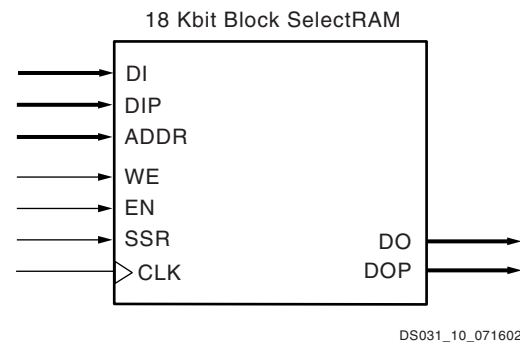 18 Kbit Block SelectRAM
DI
DIP
ADDR
WE
EN
SSR
CLK
DO
DOP
DS031_10_071602